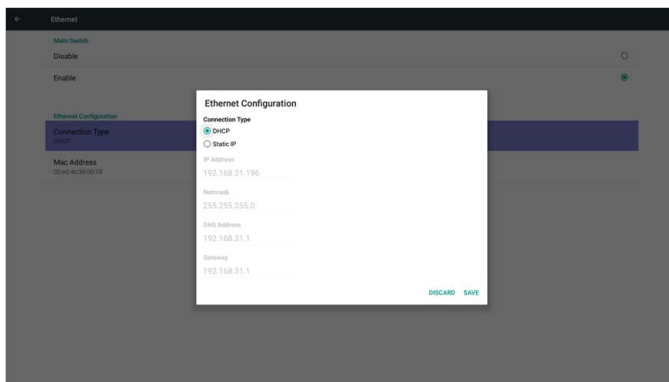 Ethernet
Main Switch
Disable
Enable
Ethernet Configuration
Connection Type
DHCP
Mac Address
Ethernet Configuration
Connection Type
DHCP
Static IP
IP Address
192.168.31.196
Netmask
255.255.255.0
DNS Address
192.168.31.1
Gateway
192.168.31.1
DISCARD SAVE